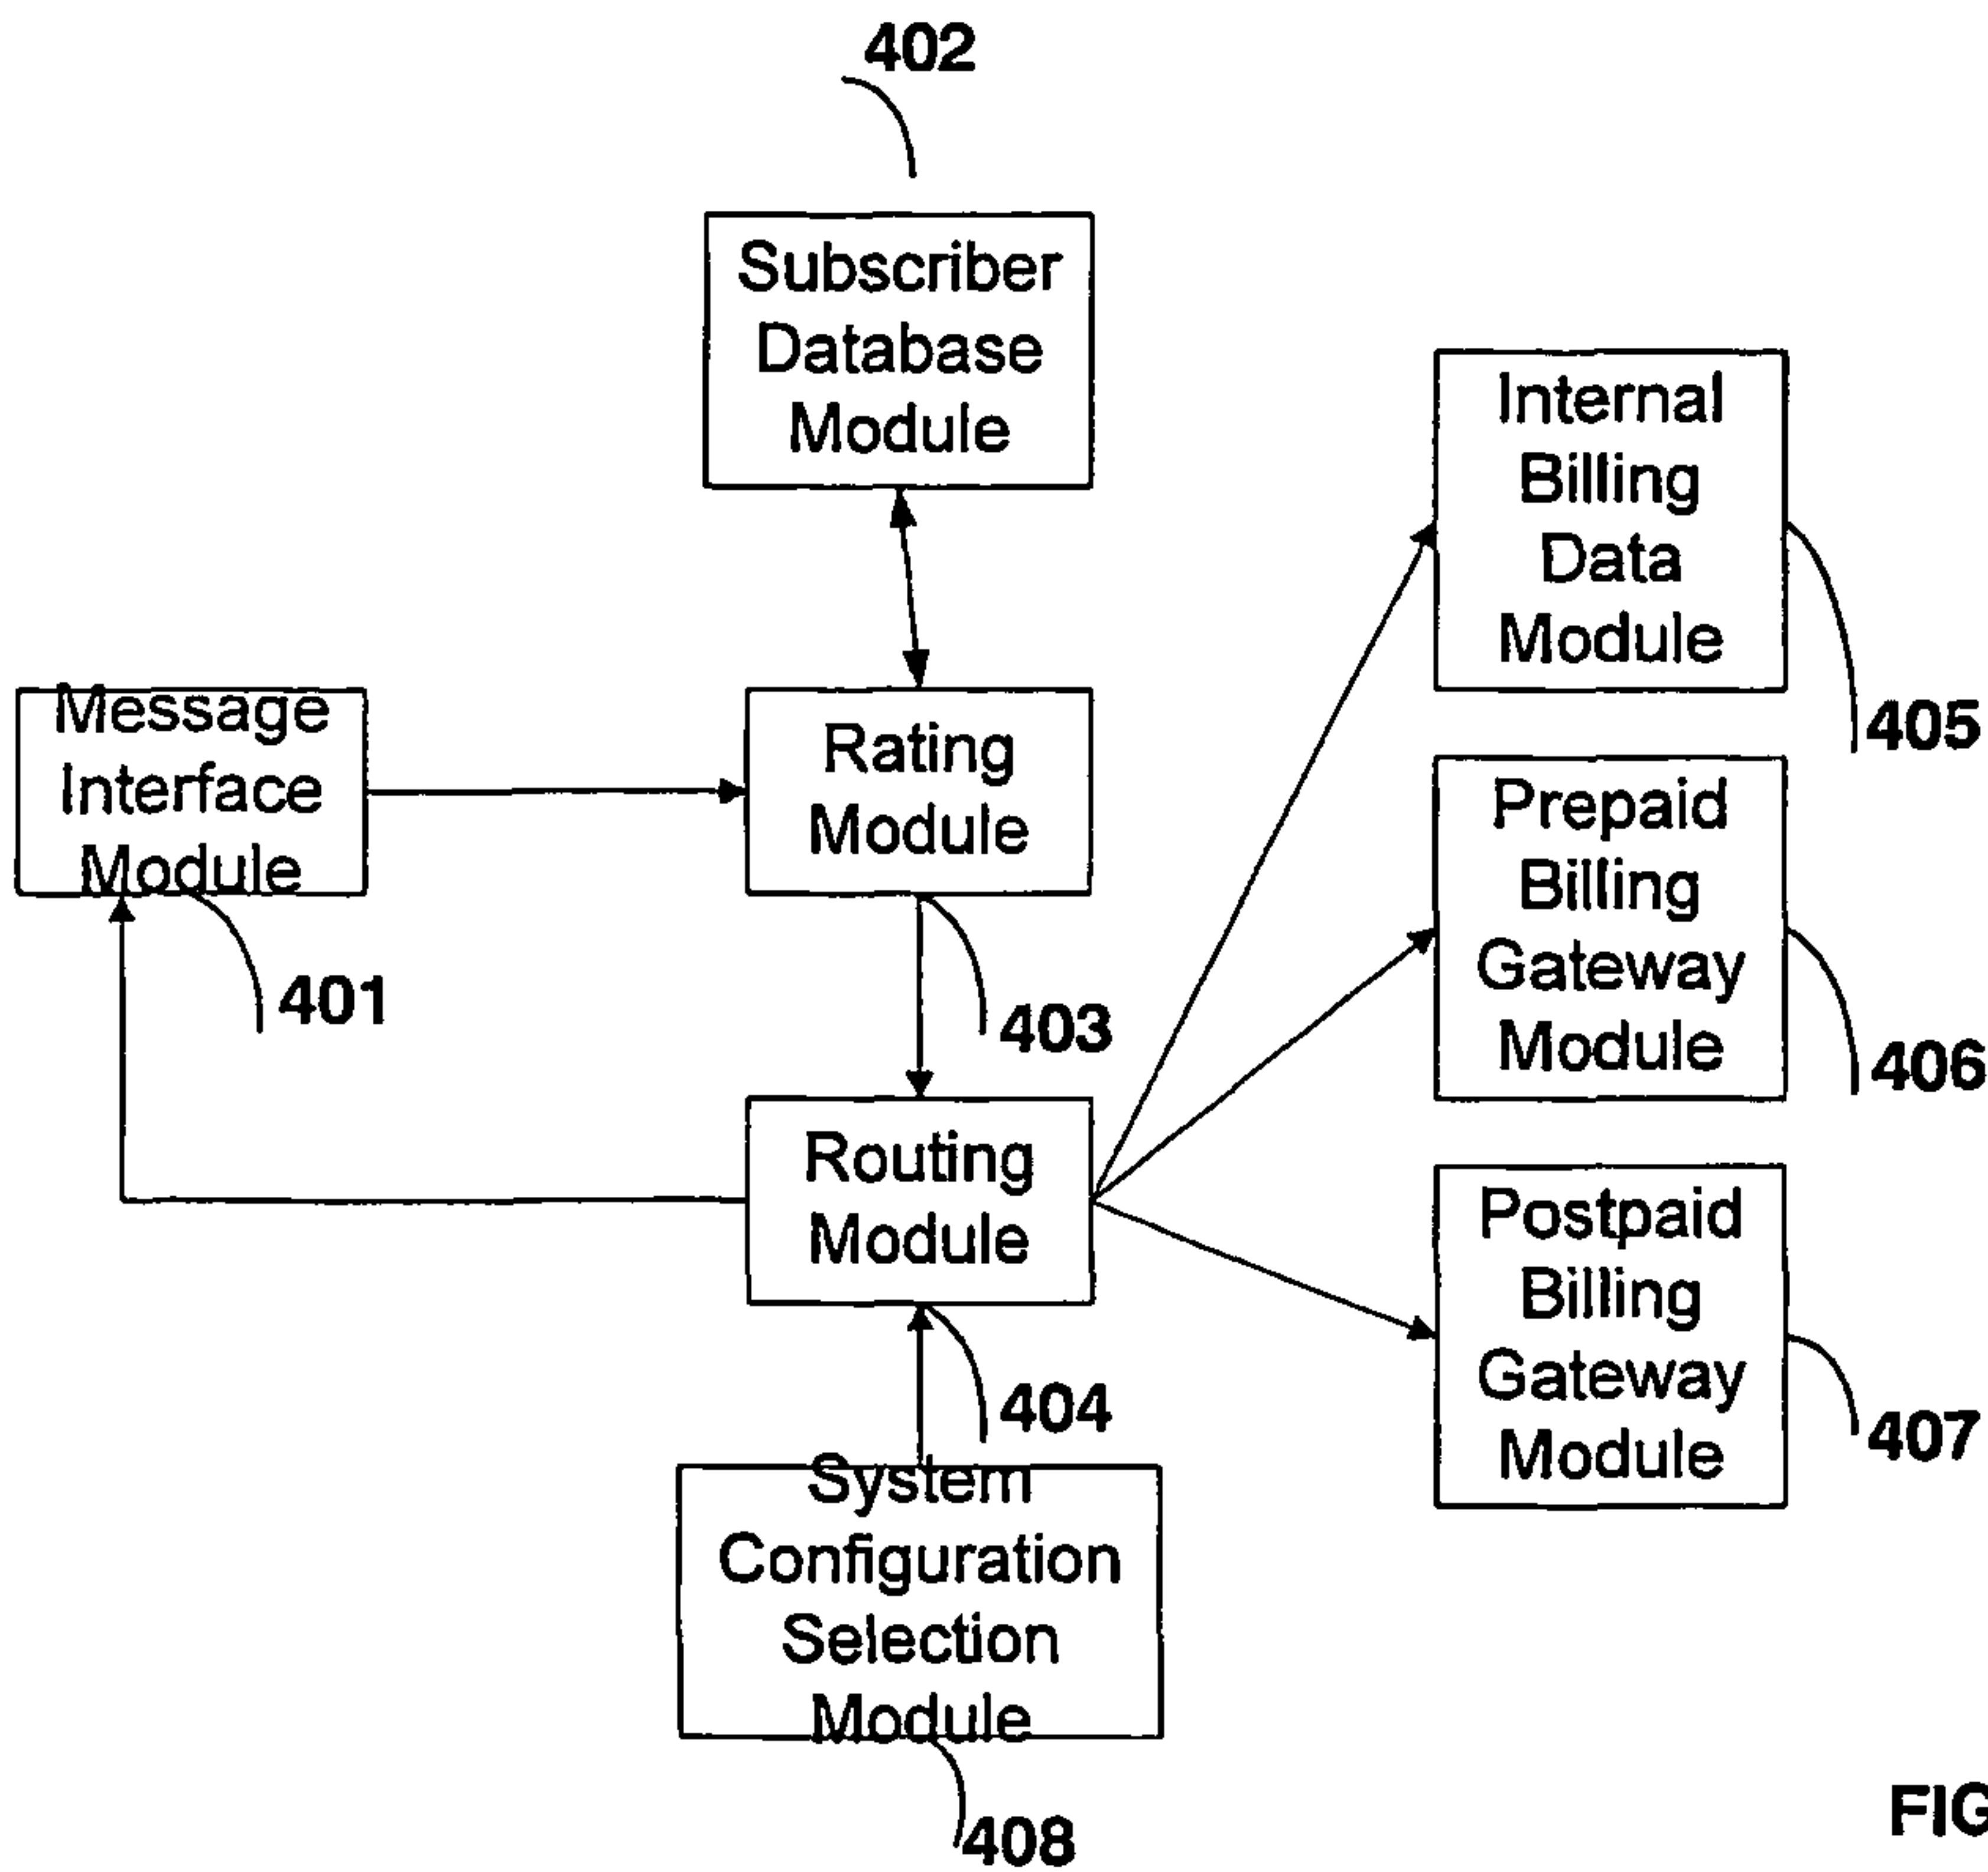 402
Subscriber
Database
Module
Internal
Billing
Data
Module
405
Message
Interface
Module
401
Rating
Module
403
Prepaid
Billing
Gateway
Module
406
Routing
Module
404
Postpaid
Billing
Gateway
Module
407
System
Configuration
Selection
Module
408
FIG